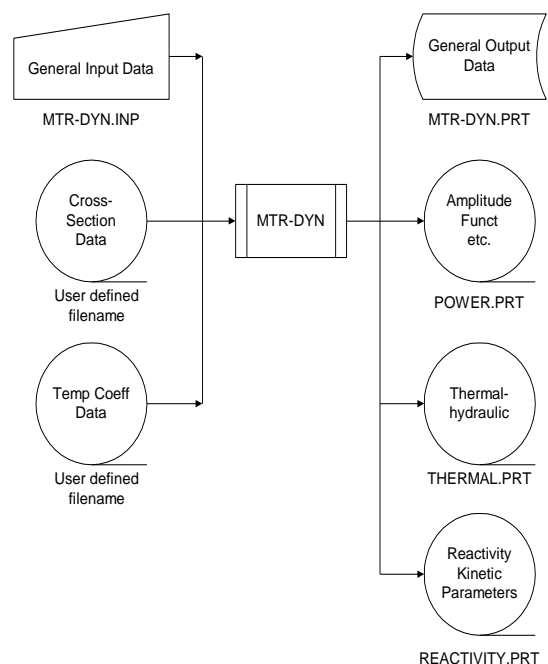 General Input Data
MTR-DYN.INP
Cross-
Section
Data
User defined
filename
Temp Coeff
Data
User defined
filename
MTR-DYN
General Output
Data
MTR-DYN.PRT
Amplitude
Funct
etc.
POWER.PRT
Thermal-
hydraulic
THERMAL.PRT
Reactivity
Kinetic
Parameters
REACTIVITY.PRT